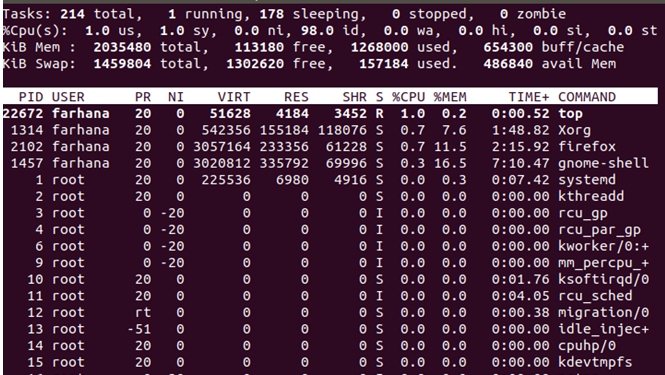 Tasks: 214 total, 1 running, 178 sleeping, 0 stopped, 0 zombie
%Cpu(s): 1.0 us, 1.0 sy, 0.0 ni, 98.0 id, 0.0 wa, 0.0 hi, 0.0 si, 0.0 st
KiB Mem : 2035480 total, 113180 free, 1268000 used, 654300 buff/cache
KiB Swap: 1459804 total, 1302620 free, 157184 used. 486840 avail Mem
PID USER PR NI VIRT RES SHR S %CPU %MEM TIME+ COMMAND
22672 farhana 20 0 51628 4184 3452 R 1.0 0.2 0:00.52 top
1314 farhana 20 0 542356 155184 118076 S 0.7 7.6 1:48.82 Xorg
2102 farhana 20 0 3057164 233356 61228 S 0.7 11.5 2:15.92 firefox
1457 farhana 20 0 3020812 335792 69996 S 0.3 16.5 7:10.47 gnome-shell
1 root 20 0 225536 6980 4916 S 0.0 0.3 0:07.42 systemd
2 root 20 0 0 0 0 S 0.0 0.0 0:00.00 kthreadd
3 root 0 -20 0 0 0 I 0.0 0.0 0:00.00 rcu_gp
4 root 0 -20 0 0 0 I 0.0 0.0 0:00.00 rcu_par_gp
6 root 0 -20 0 0 0 I 0.0 0.0 0:00.00 kworker/0:+
9 root 0 -20 0 0 0 I 0.0 0.0 0:00.00 mm_percpu_+
10 root 20 0 0 0 0 S 0.0 0.0 0:01.76 ksoftirqd/0
11 root 20 0 0 0 0 I 0.0 0.0 0:04.05 rcu_sched
12 root rt 0 0 0 0 S 0.0 0.0 0:00.38 migration/0
13 root -51 0 0 0 0 S 0.0 0.0 0:00.00 idle_injec+
14 root 20 0 0 0 0 S 0.0 0.0 0:00.00 cpuhp/0
15 root 20 0 0 0 0 S 0.0 0.0 0:00.00 kdevtmpfs